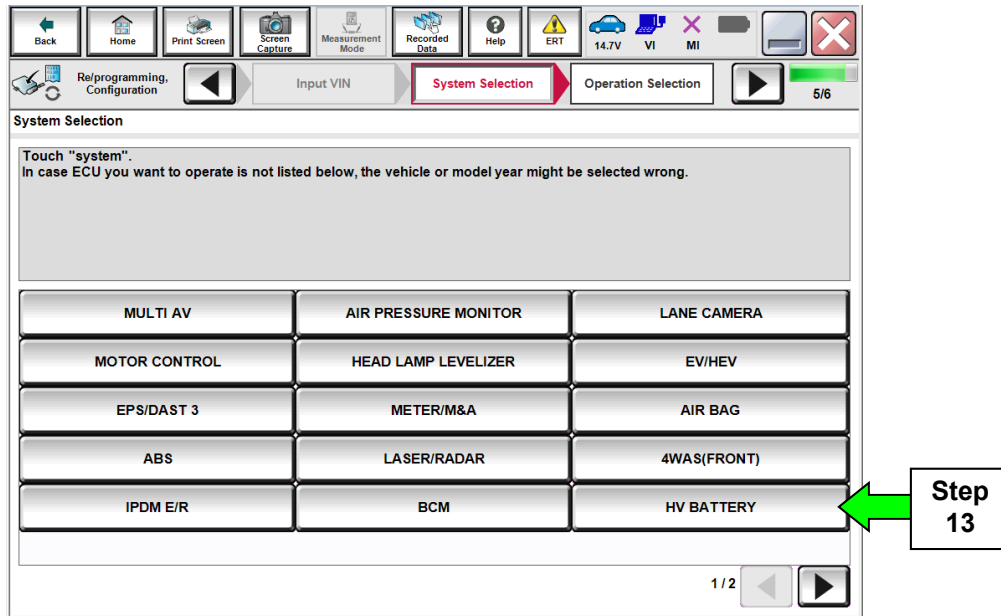 Back
Home
Print Screen
Screen
Capture
Measurement
Mode
Recorded
Data
Help
ERT
14.7V
VI
MI
Re/programming,
Configuration
Input VIN
System Selection
Operation Selection
5/6
System Selection
Touch "system".
In case ECU you want to operate is not listed below, the vehicle or model year might be selected wrong.
MULTI AV
AIR PRESSURE MONITOR
LANE CAMERA
MOTOR CONTROL
HEAD LAMP LEVELIZER
EV/HEV
EPS/DAST 3
METER/M&A
AIR BAG
ABS
LASER/RADAR
4WAS(FRONT)
IPDM E/R
BCM
HV BATTERY
Step
13
1 / 2